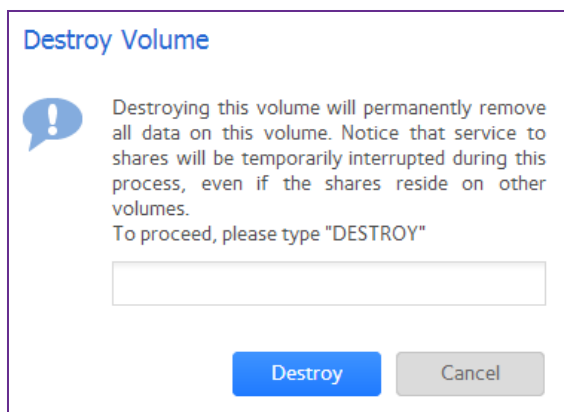 Destroy Volume
Destroying this volume will permanently remove
all data on this volume. Notice that service to
shares will be temporarily interrupted during this
process, even if the shares reside on other
volumes.
To proceed, please type "DESTROY"
Destroy
Cancel